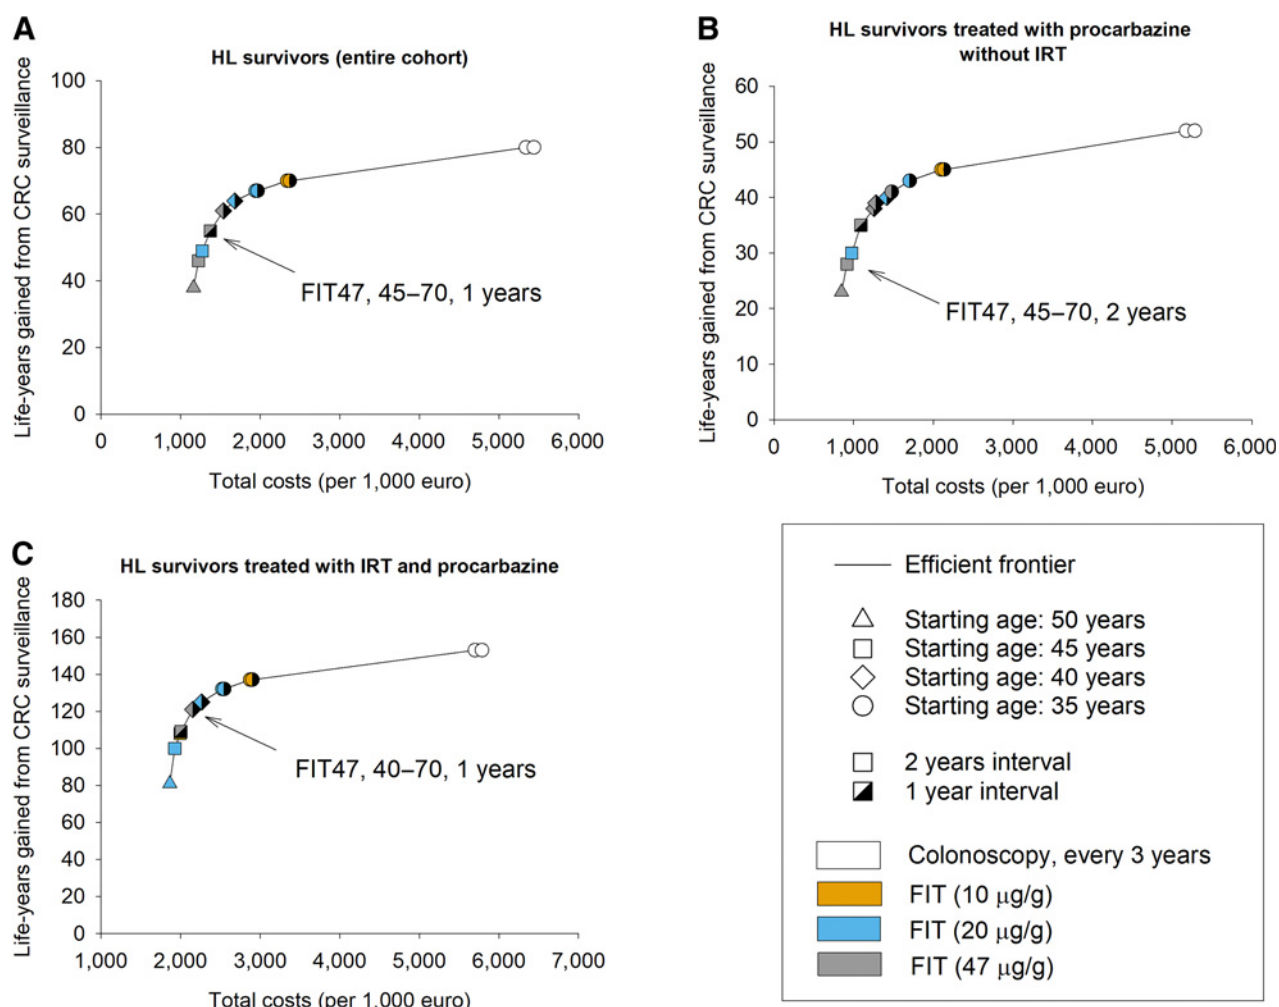 A
HL survivors (entire cohort)
Life-years gained from CRC surveillance
100
80
60
40
20
0
0 1,000 2,000 3,000 4,000 5,000 6,000
Total costs (per 1,000 euro)
FIT47, 45–70, 1 years
B
HL survivors treated with procarbazine
without IRT
Life-years gained from CRC surveillance
60
50
40
30
20
10
0
0 1,000 2,000 3,000 4,000 5,000 6,000
Total costs (per 1,000 euro)
FIT47, 45–70, 2 years
C
HL survivors treated with IRT and procarbazine
Life-years gained from CRC surveillance
180
160
140
120
100
80
60
40
20
0
1,000 2,000 3,000 4,000 5,000 6,000 7,000
Total costs (per 1,000 euro)
FIT47, 40–70, 1 years
Efficient frontier
Starting age: 50 years
Starting age: 45 years
Starting age: 40 years
Starting age: 35 years
2 years interval
1 year interval
Colonoscopy, every 3 years
FIT (10 μg/g)
FIT (20 μg/g)
FIT (47 μg/g)